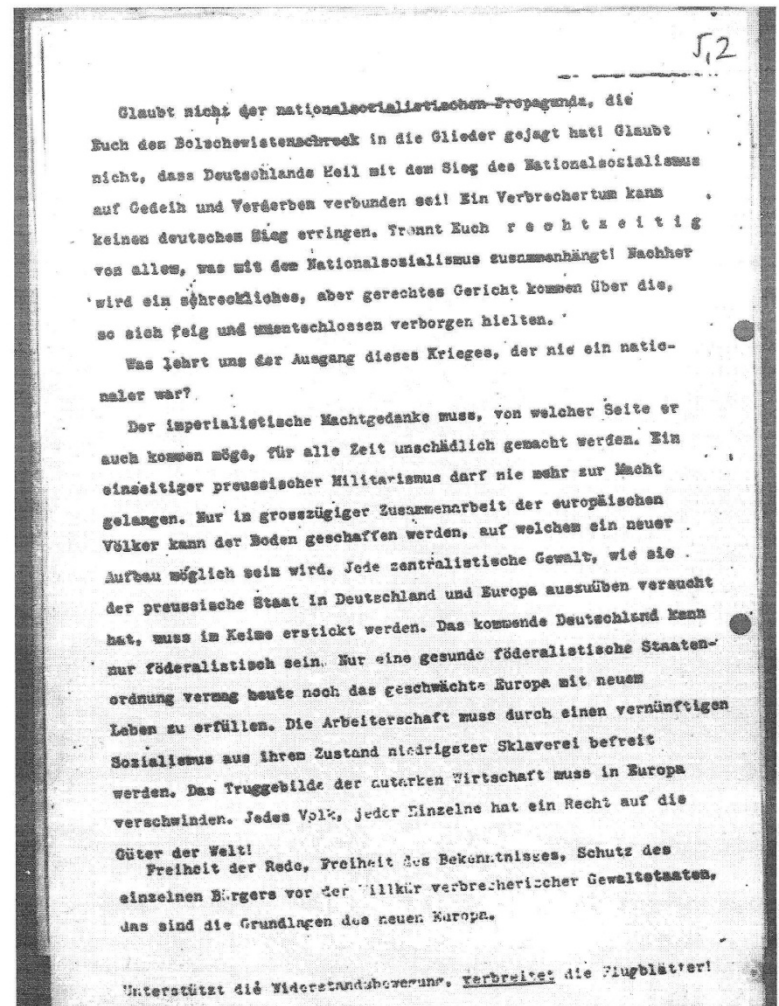 5,2
Glaubt nicht der nationalsozialistischen Propaganda, die
Euch den Bolschewistenschreck in die Glieder gejagt hat! Glaubt
nicht, dass Deutschlands Heil mit dem Sieg des Nationalsozialismus
auf Gedeih und Verderben verbunden sei! Ein Verbrechertum kann
keinen deutschen Sieg erringen. Trennt Euch r e c h t z e i t i g
von allem, was mit dem Nationalsozialismus zusammenhängt! Nachher
wird ein schreckliches, aber gerechtes Gericht kommen über die,
so sich feig und unentschlossen verborgen hielten.
Was lehrt uns der Ausgang dieses Krieges, der nie ein natio-
naler war?
Der imperialistische Machtgedanke muss, von welcher Seite er
auch kommen möge, für alle Zeit unschädlich gemacht werden. Ein
einseitiger preussischer Militarismus darf nie mehr zur Macht
gelangen. Nur in grosszügiger Zusammenarbeit der europäischen
Völker kann der Boden geschaffen werden, auf welchem ein neuer
Aufbau möglich sein wird. Jede zentralistische Gewalt, wie sie
der preussische Staat in Deutschland und Europa auszuüben versucht
hat, muss im Keime erstickt werden. Das kommende Deutschland kann
nur föderalistisch sein. Nur eine gesunde föderalistische Staaten-
ordnung vermag heute noch das geschwächte Europa mit neuem
Leben zu erfüllen. Die Arbeiterschaft muss durch einen vernünftigen
Sozialismus aus ihrem Zustand niedrigster Sklaverei befreit
werden. Das Truggebilde der autarken Wirtschaft muss in Europa
verschwinden. Jedes Volk, jeder Einzelne hat ein Recht auf die
Güter der Welt!
Freiheit der Rede, Freiheit des Bekenntnisses, Schutz des
einzelnen Bürgers vor der Willkür verbrecherischer Gewaltstaaten,
das sind die Grundlagen des neuen Europa.
Unterstützt die Widerstandsbewegung, verbreitet die Flugblätter!